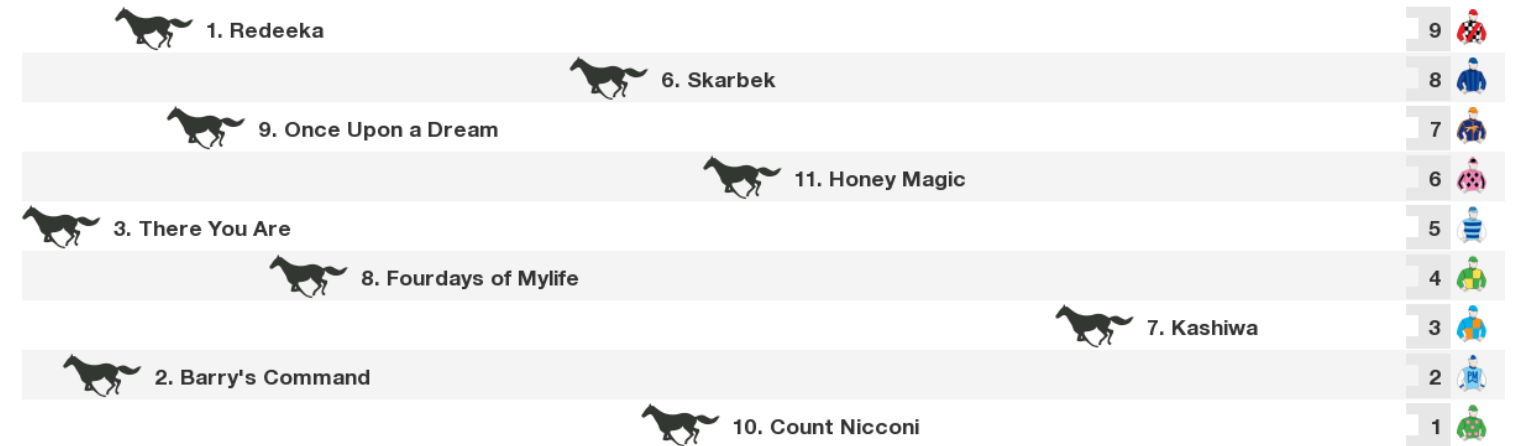 1. Redeeka 9
6. Skarbek 8
9. Once Upon a Dream 7
11. Honey Magic 6
3. There You Are 5
8. Fourdays of Mylife 4
7. Kashiwa 3
2. Barry's Command 2
10. Count Nicconi 1